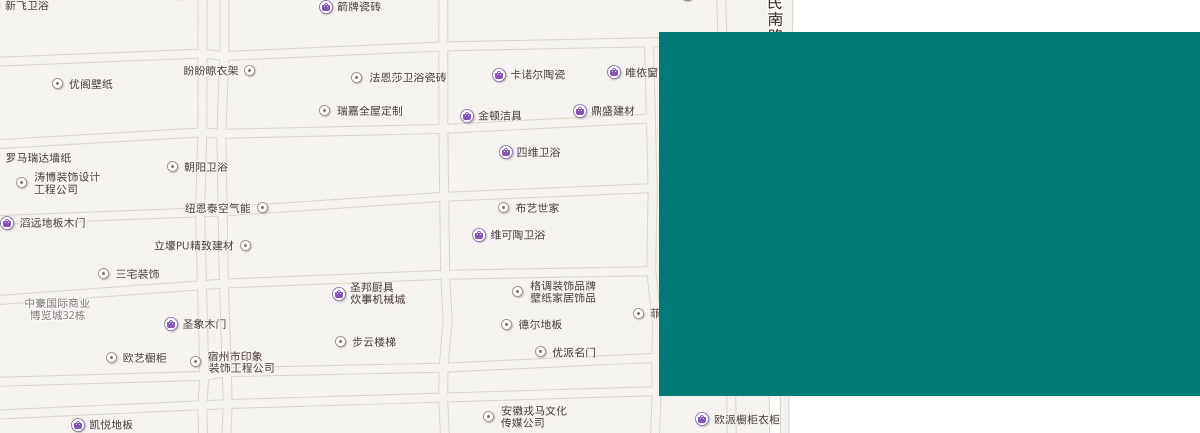 新飞卫浴
箭牌瓷砖
民南
盼盼晾衣架
优阁壁纸
法恩莎卫浴瓷砖
卡诺尔陶瓷
唯依窗
瑞嘉全屋定制
金顿洁具
鼎盛建材
罗马瑞达墙纸
朝阳卫浴
四维卫浴
涛博装饰设计
工程公司
纽恩泰空气能
布艺世家
滔远地板木门
维可陶卫浴
立壕PU精致建材
三宅装饰
圣邦厨具
炊事机械城
格调装饰品牌
壁纸家居饰品
中豪国际商业
博览城32栋
菲
圣象木门
德尔地板
步云楼梯
欧艺橱柜
宿州市印象
装饰工程公司
优派名门
安徽戎马文化
传媒公司
凯悦地板
欧派橱柜衣柜